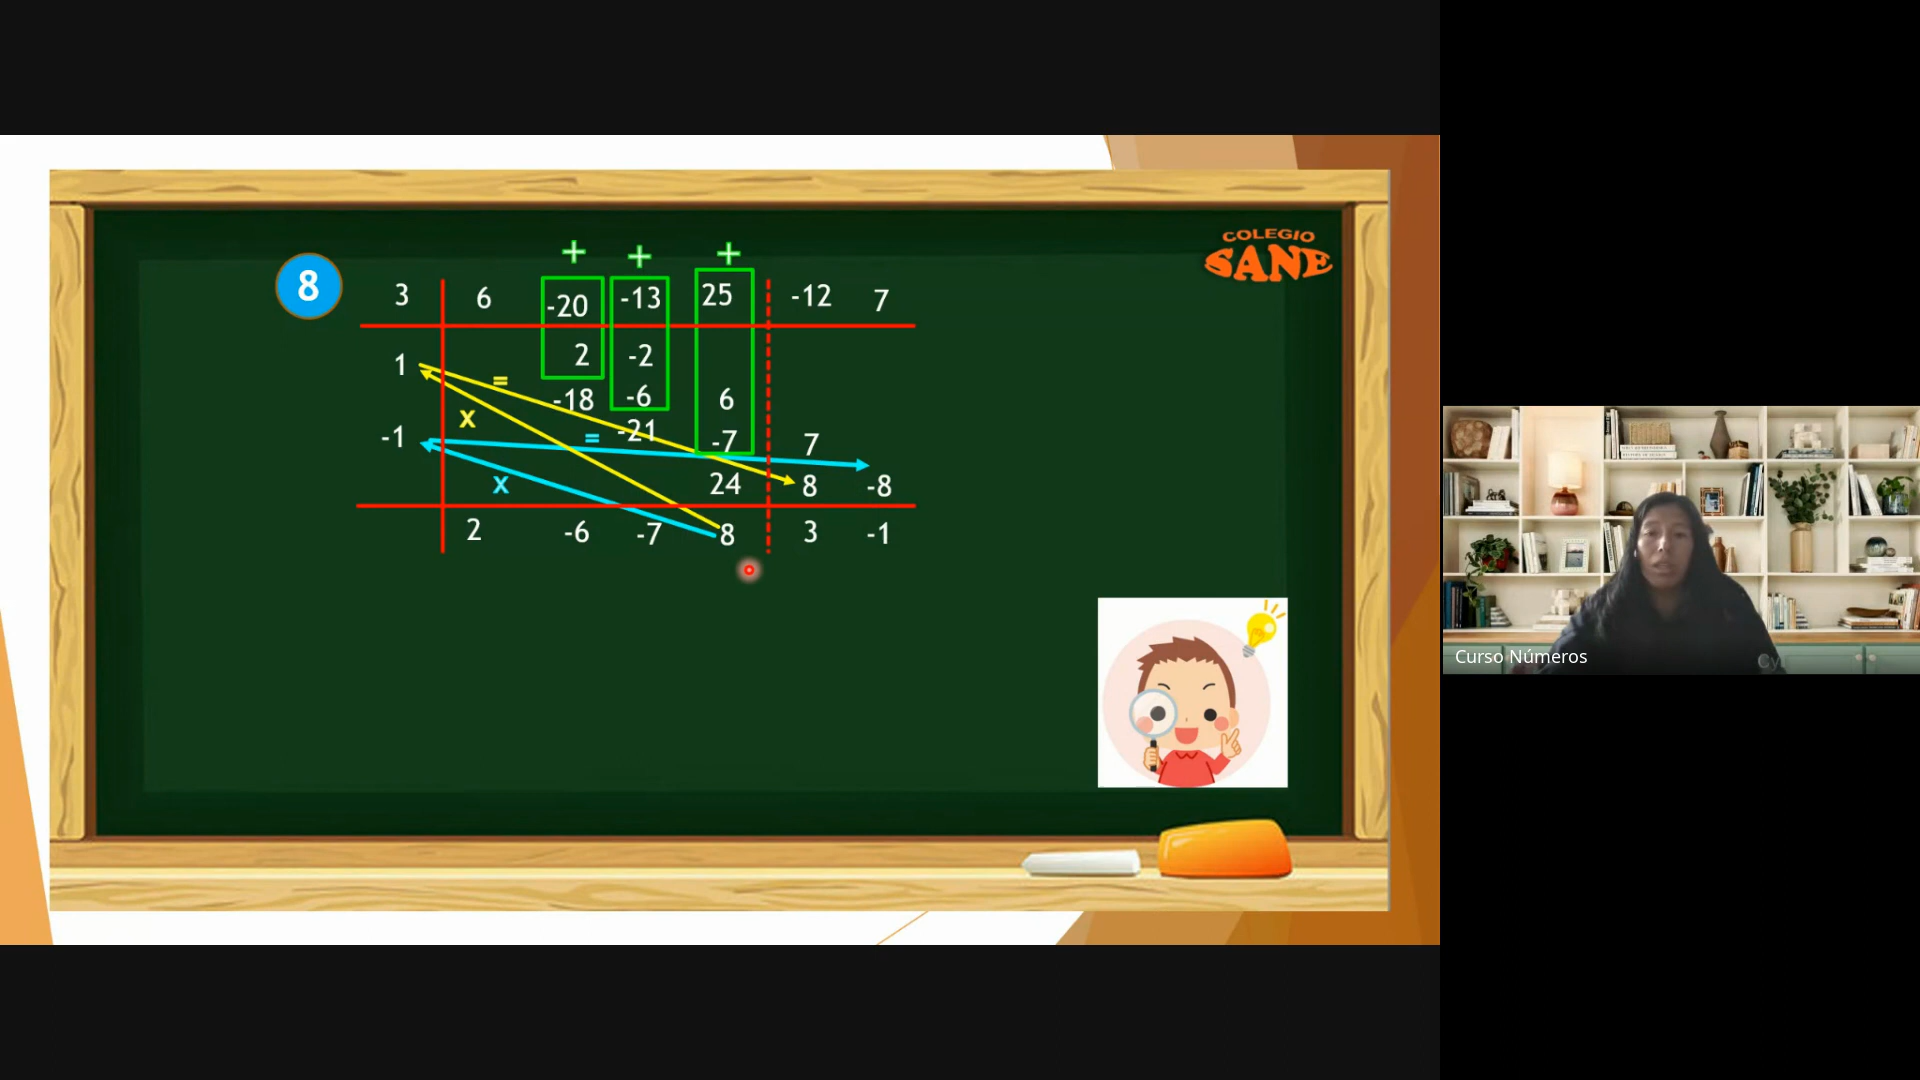 COLEGIO
SANE
+ + +
8
3 6 -20 -13 25 -12 7
1 2 -2
= -18 -6 6
x
-1 = -21 -7 7
x 24 8 -8
2 -6 -7 8 3 -1
Curso Números